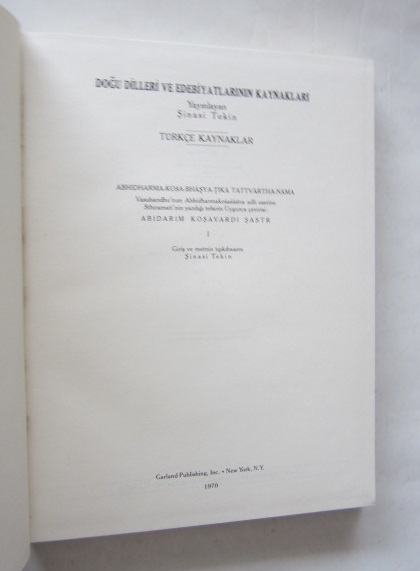 DOĞU DİLLERİ VE EDEBİYATLARININ KAYNAKLARI
Yayınlayan
Şinasi Tekin
TÜRKÇE KAYNAKLAR
ABHIDHARMA-KOŚA-BHĀṢYA-ṬĪKĀ TATTVĀRTHA-NĀMA
Vasubandhu'nun Abhidharmakośaśāstra adlı eserine
Sthiramati'nin yazdığı tefsirin Uygurca çevirisi.
ABIDARIM KOŞAVARDI ŞASTR
I
Giriş ve metnin tıpkıbasımı
Şinasi Tekin
Garland Publishing, Inc. • New York, N.Y.
1970